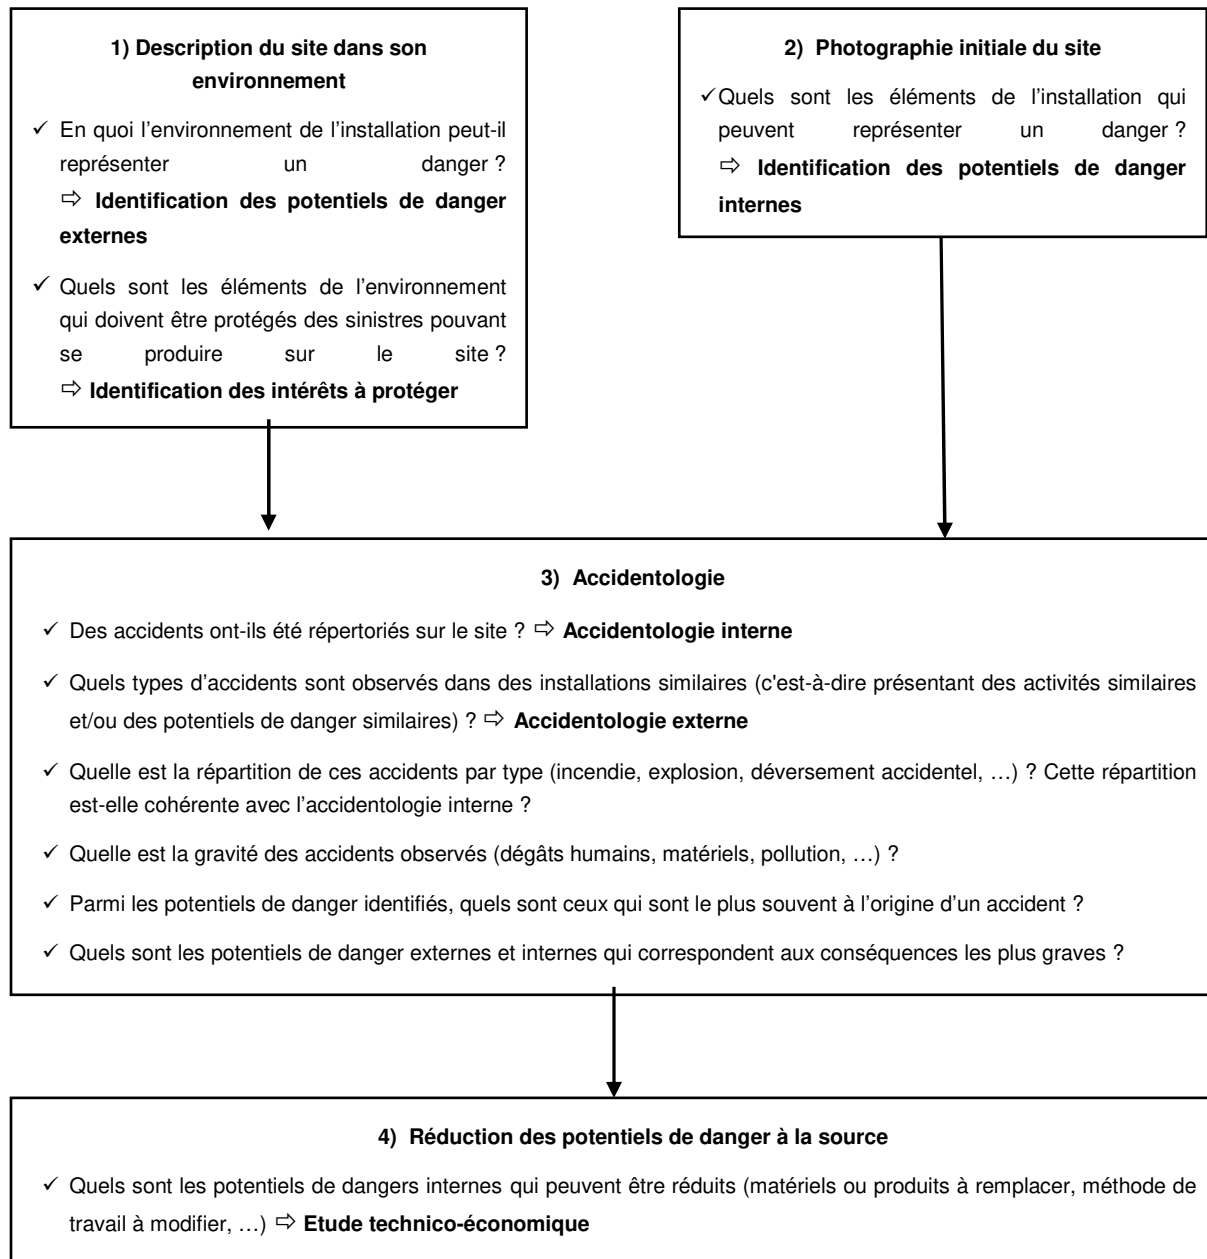 1) Description du site dans son
environnement
✓ En quoi l'environnement de l'installation peut-il
représenter un danger ?
⇨ Identification des potentiels de danger
externes
✓ Quels sont les éléments de l'environnement
qui doivent être protégés des sinistres pouvant
se produire sur le site ?
⇨ Identification des intérêts à protéger
2) Photographie initiale du site
✓ Quels sont les éléments de l'installation qui
peuvent représenter un danger ?
⇨ Identification des potentiels de danger
internes
3) Accidentologie
✓ Des accidents ont-ils été répertoriés sur le site ? ⇨ Accidentologie interne
✓ Quels types d'accidents sont observés dans des installations similaires (c'est-à-dire présentant des activités similaires
et/ou des potentiels de danger similaires) ? ⇨ Accidentologie externe
✓ Quelle est la répartition de ces accidents par type (incendie, explosion, déversement accidentel, …) ? Cette répartition
est-elle cohérente avec l'accidentologie interne ?
✓ Quelle est la gravité des accidents observés (dégâts humains, matériels, pollution, …) ?
✓ Parmi les potentiels de danger identifiés, quels sont ceux qui sont le plus souvent à l'origine d'un accident ?
✓ Quels sont les potentiels de danger externes et internes qui correspondent aux conséquences les plus graves ?
4) Réduction des potentiels de danger à la source
✓ Quels sont les potentiels de dangers internes qui peuvent être réduits (matériels ou produits à remplacer, méthode de
travail à modifier, …) ⇨ Etude technico-économique